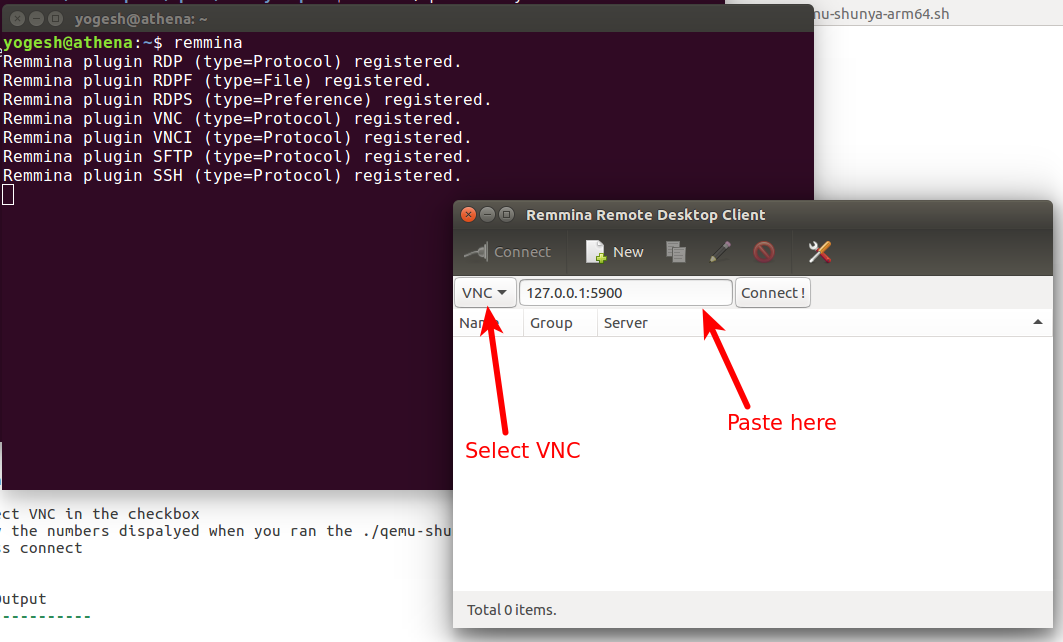 yogesh@athena: ~
mu-shunya-arm64.sh
yogesh@athena:~$ remmina
Remmina plugin RDP (type=Protocol) registered.
Remmina plugin RDPF (type=File) registered.
Remmina plugin RDPS (type=Preference) registered.
Remmina plugin VNC (type=Protocol) registered.
Remmina plugin VNCI (type=Protocol) registered.
Remmina plugin SFTP (type=Protocol) registered.
Remmina plugin SSH (type=Protocol) registered.
Remmina Remote Desktop Client
Connect New
VNC 127.0.0.1:5900 Connect !
Name Group Server
Paste here
Select VNC
ect VNC in the checkbox
the numbers dispalyed when you ran the ./qemu-shu
s connect
Output
-----------
Total 0 items.